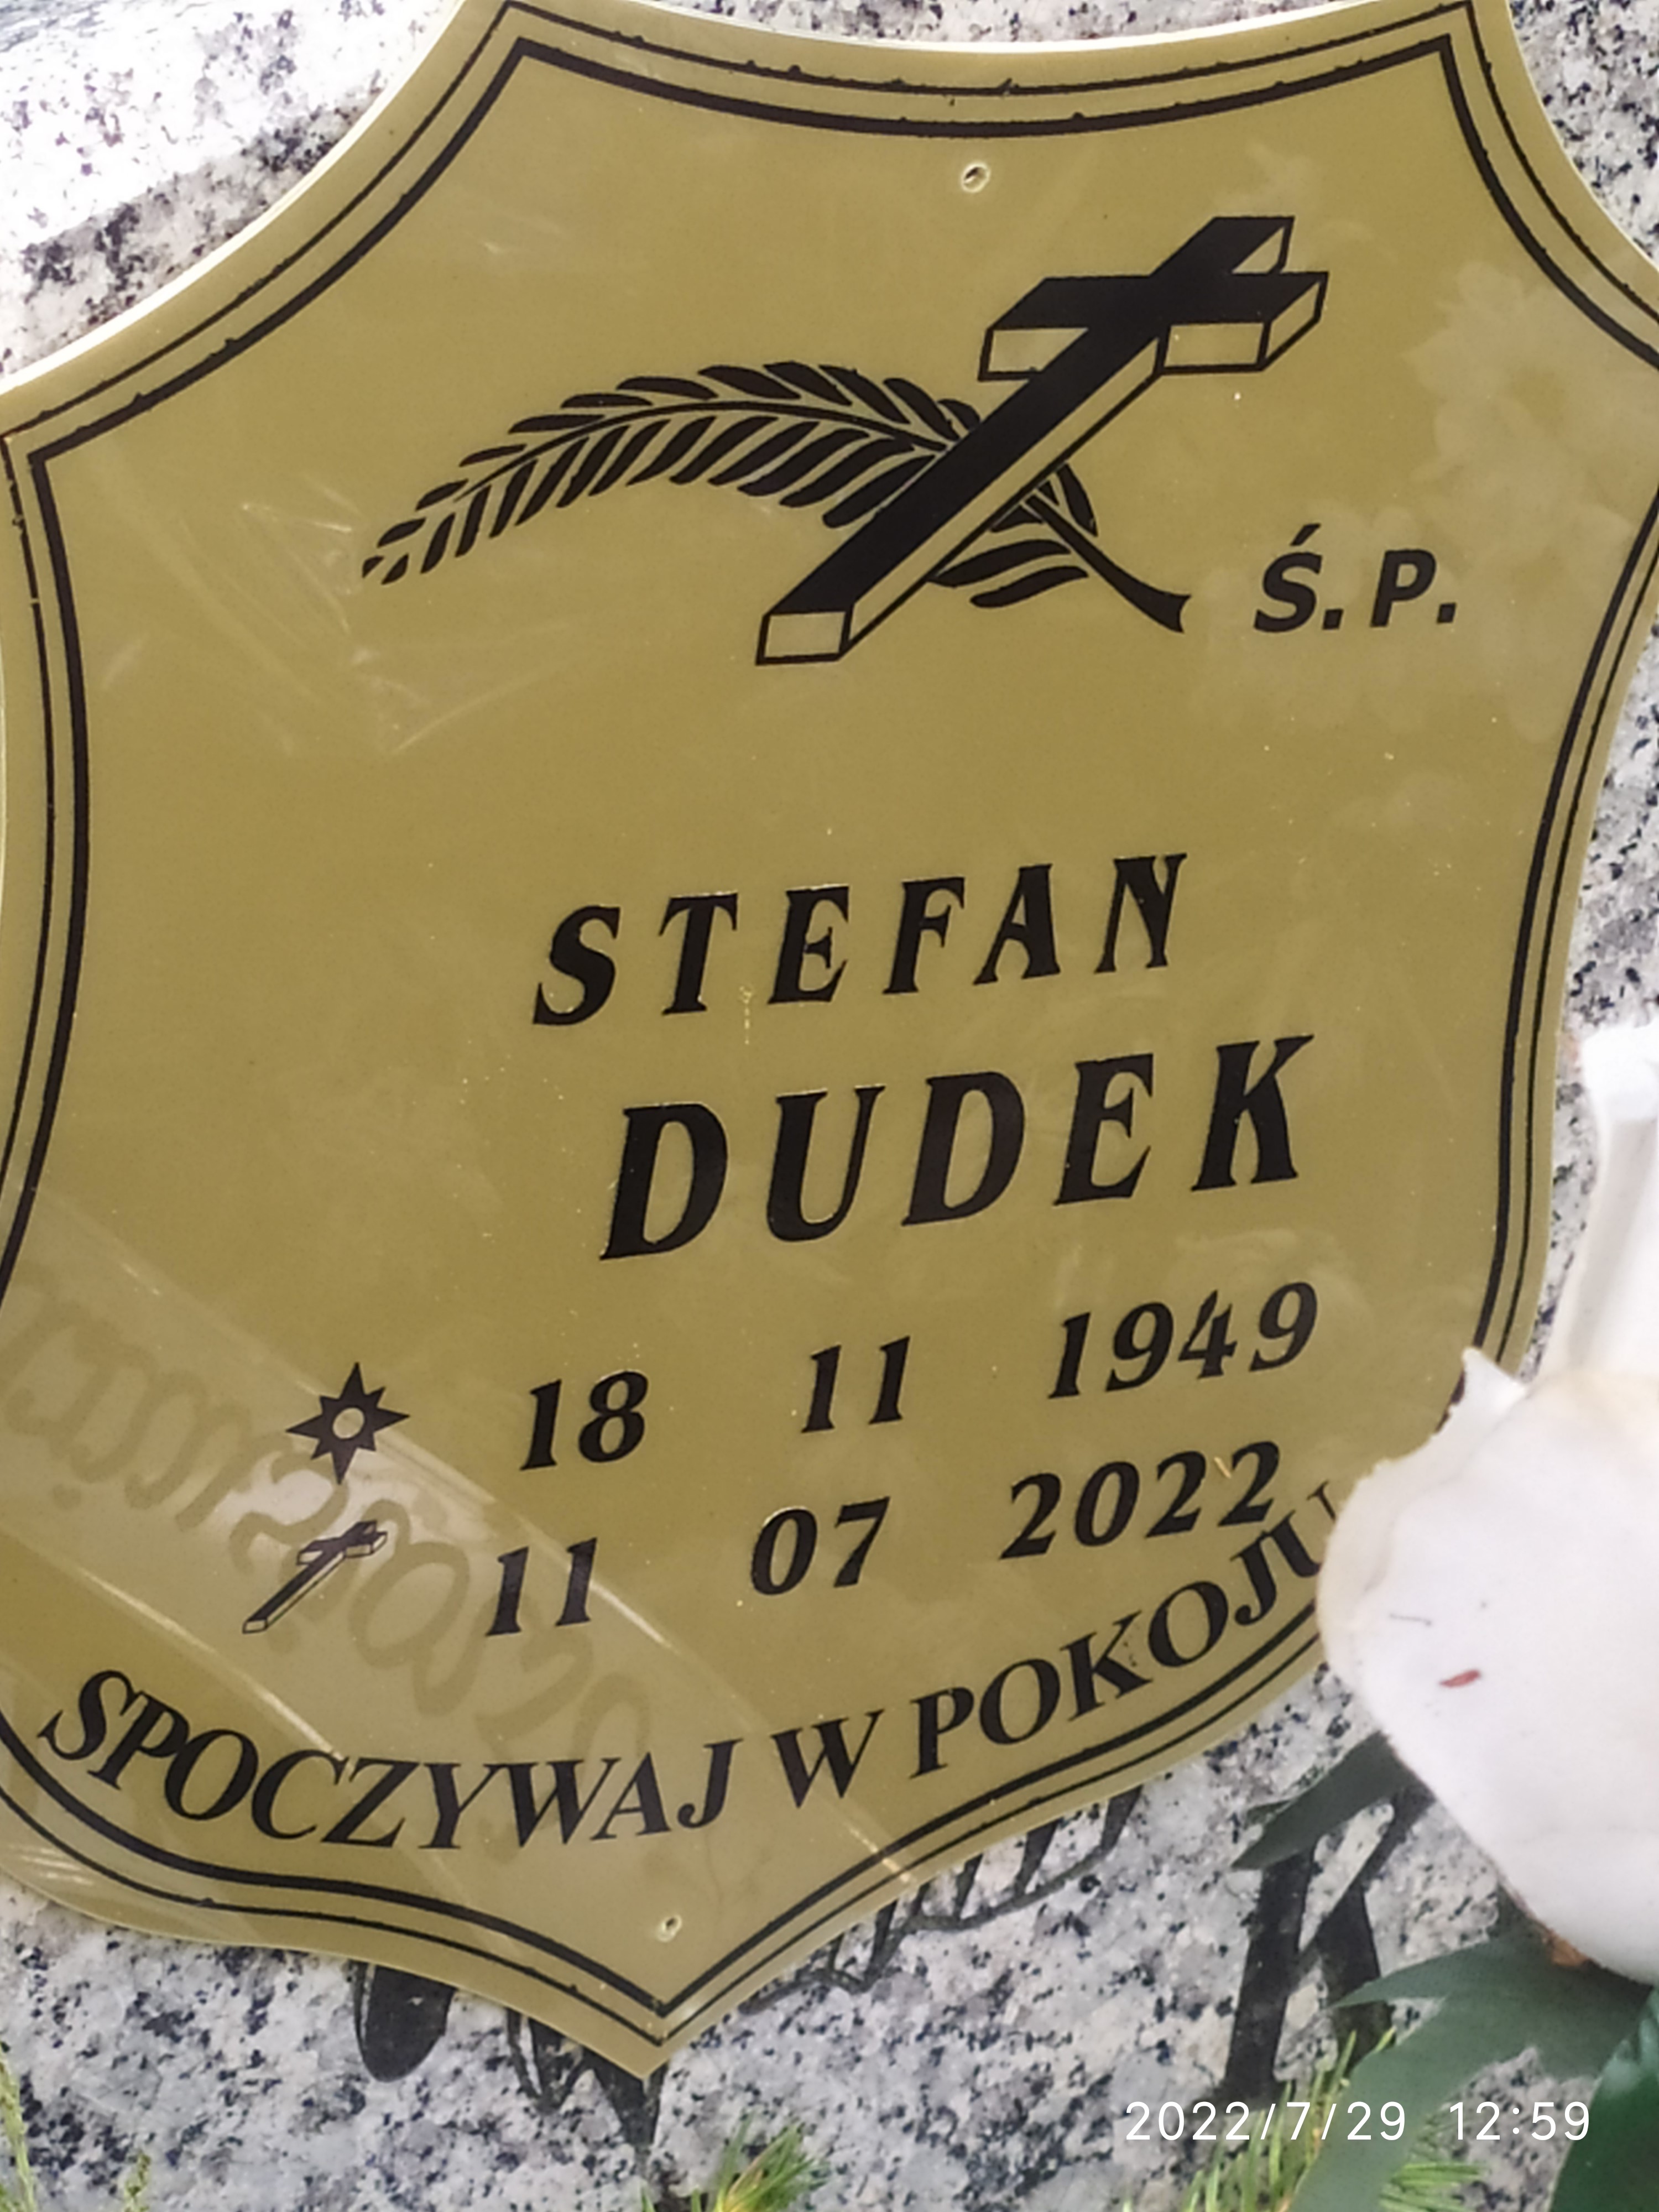 Ś.P.
STEFAN
DUDEK
18 11 1949
11 07 2022
SPOCZYWAJ W POKOJU
2022/7/29 12:59